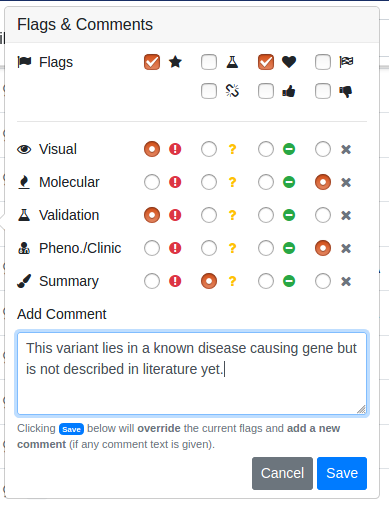 Flags & Comments
Flags
Visual
Molecular
Validation
Pheno./Clinic
Summary
Add Comment
This variant lies in a known disease causing gene but
is not described in literature yet.
Clicking Save below will override the current flags and add a new
comment (if any comment text is given).
Cancel Save